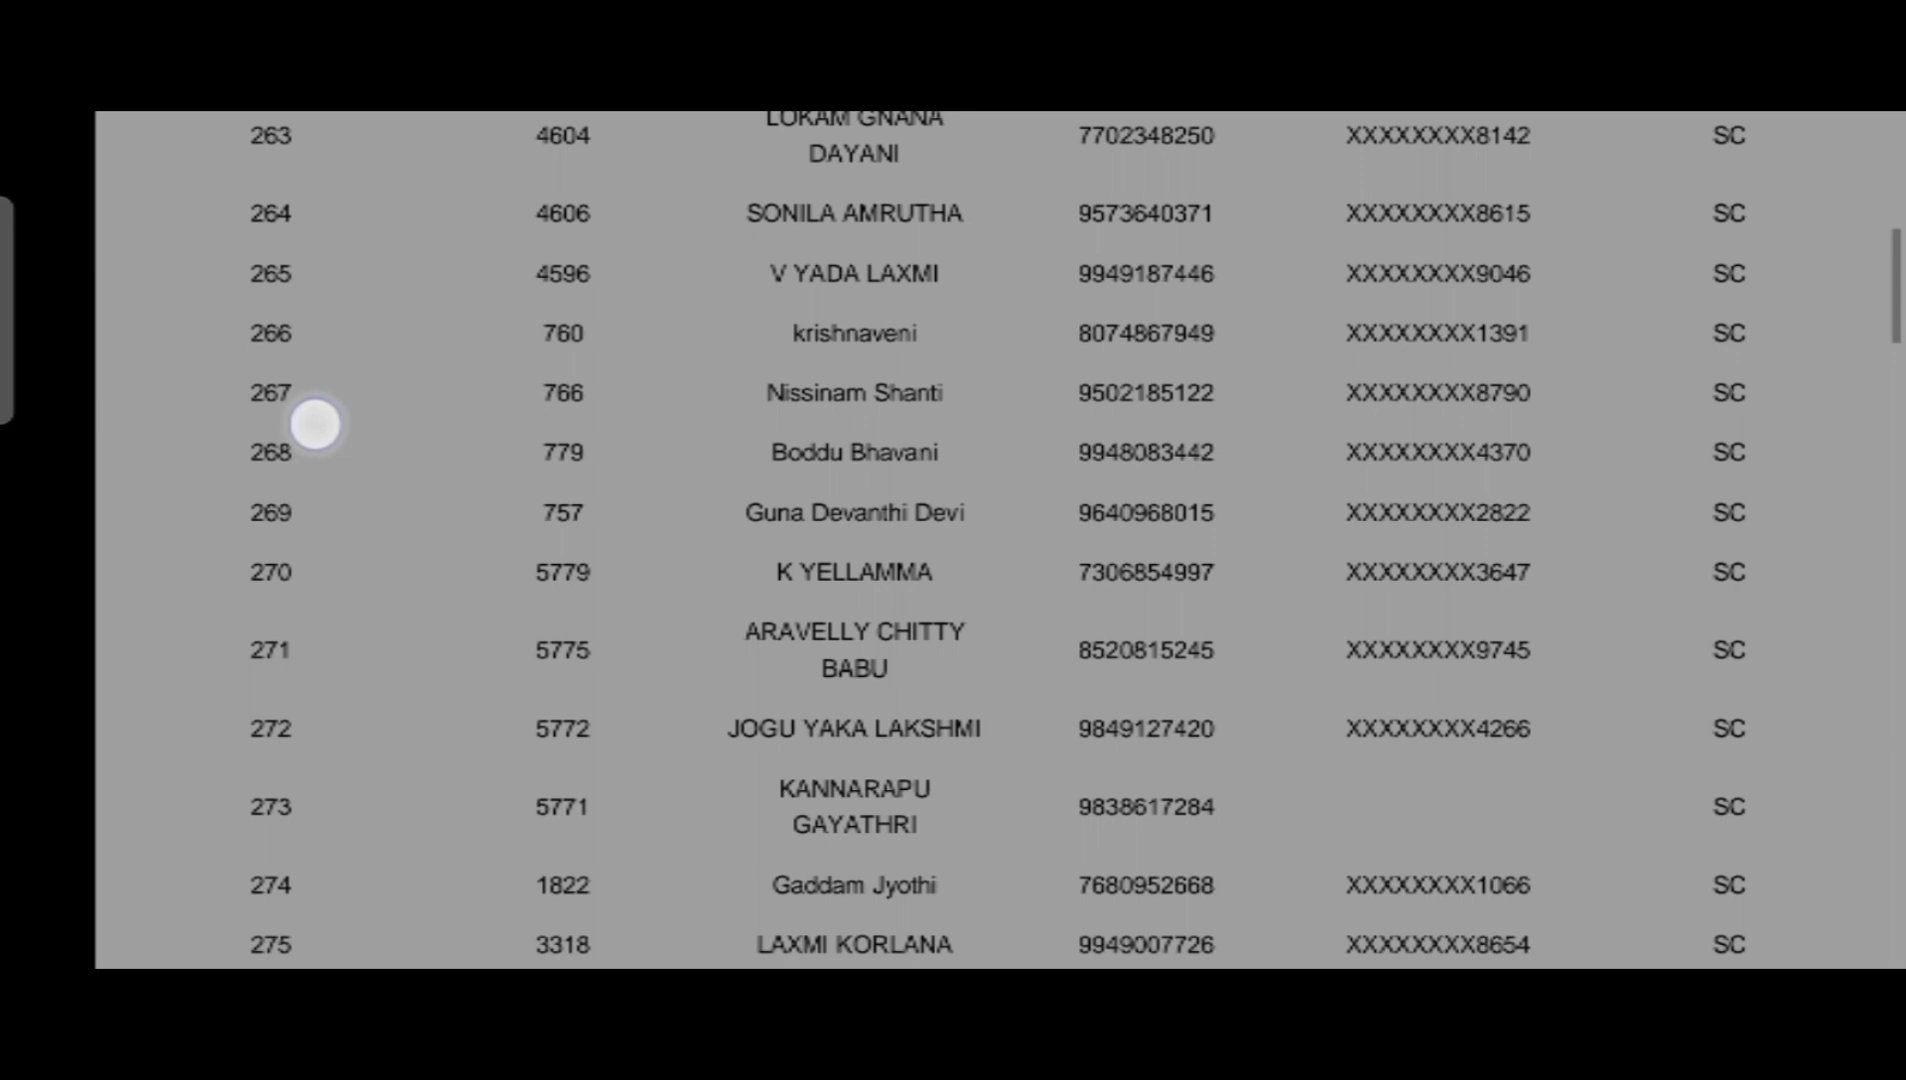 263 4604 LOKAM GNANA DAYANI 7702348250 XXXXXXXX8142 SC
264 4606 SONILA AMRUTHA 9573640371 XXXXXXXX8615 SC
265 4596 V YADA LAXMI 9949187446 XXXXXXXX9046 SC
266 760 krishnaveni 8074867949 XXXXXXXX1391 SC
267 766 Nissinam Shanti 9502185122 XXXXXXXX8790 SC
268 779 Boddu Bhavani 9948083442 XXXXXXXX4370 SC
269 757 Guna Devanthi Devi 9640968015 XXXXXXXX2822 SC
270 5779 K YELLAMMA 7306854997 XXXXXXXX3647 SC
271 5775 ARAVELLY CHITTY BABU 8520815245 XXXXXXXX9745 SC
272 5772 JOGU YAKA LAKSHMI 9849127420 XXXXXXXX4266 SC
273 5771 KANNARAPU GAYATHRI 9838617284 SC
274 1822 Gaddam Jyothi 7680952668 XXXXXXXX1066 SC
275 3318 LAXMI KORLANA 9949007726 XXXXXXXX8654 SC